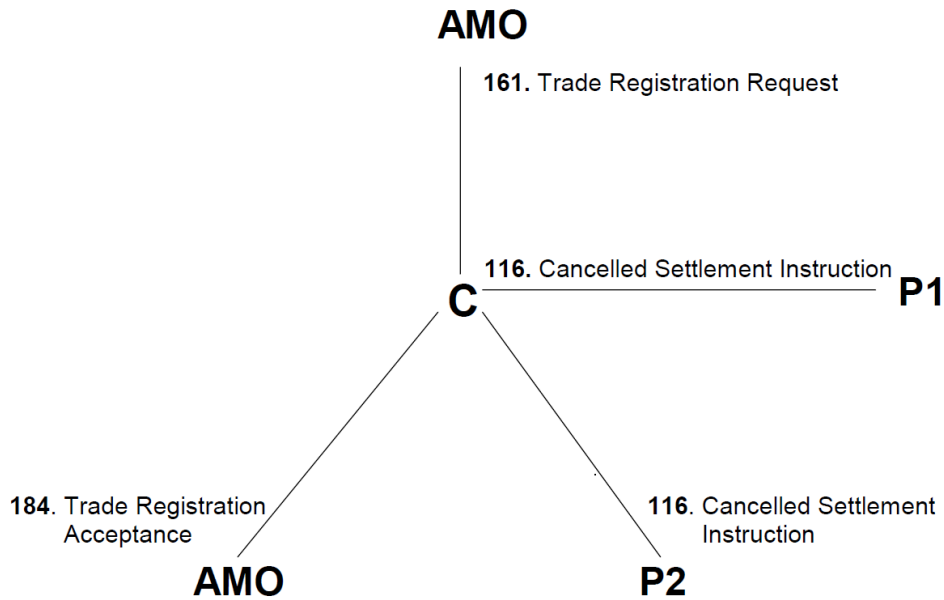 AMO
161. Trade Registration Request
116. Cancelled Settlement Instruction
C
P1
184. Trade Registration
Acceptance
116. Cancelled Settlement
Instruction
AMO
P2